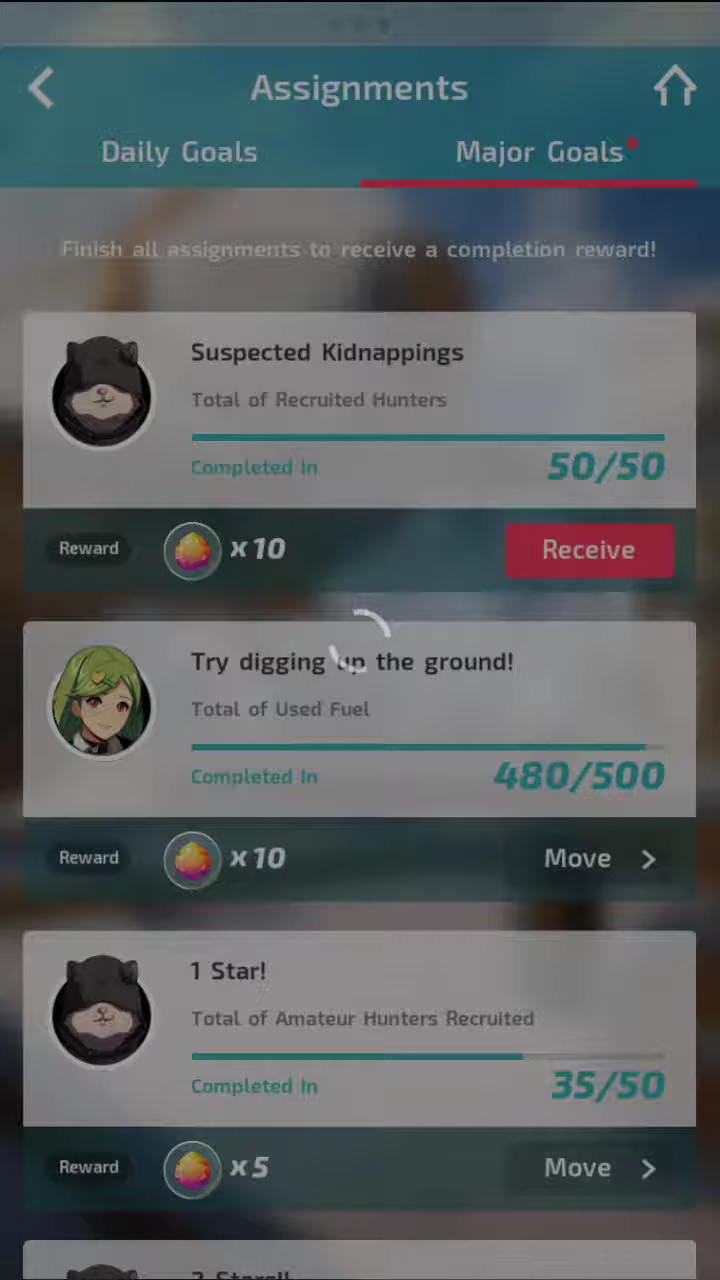 Assignments
Daily Goals
Major Goals
Finish all assignments to receive a completion reward!
Suspected Kidnappings
Total of Recruited Hunters
Completed In
50/50
Reward
x10
Receive
Try digging up the ground!
Total of Used Fuel
Completed In
480/500
Reward
x10
Move
1 Star!
Total of Amateur Hunters Recruited
Completed In
35/50
Reward
x5
Move
2 Stars!!